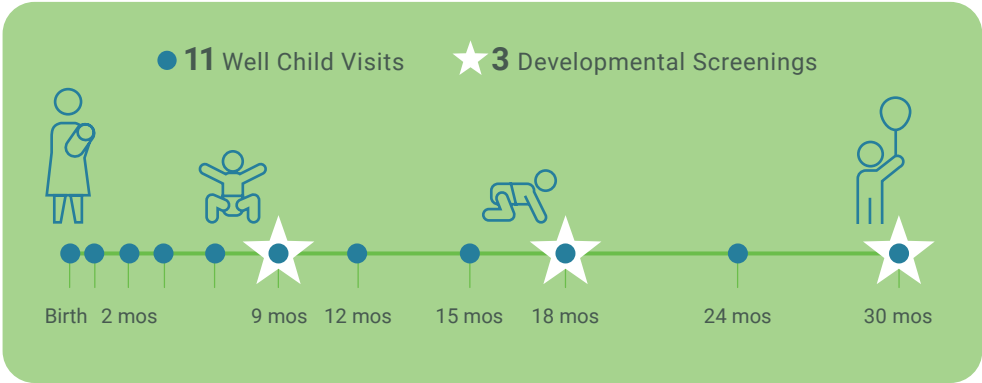 11 Well Child Visits 3 Developmental Screenings
Birth 2 mos 9 mos 12 mos 15 mos 18 mos 24 mos 30 mos